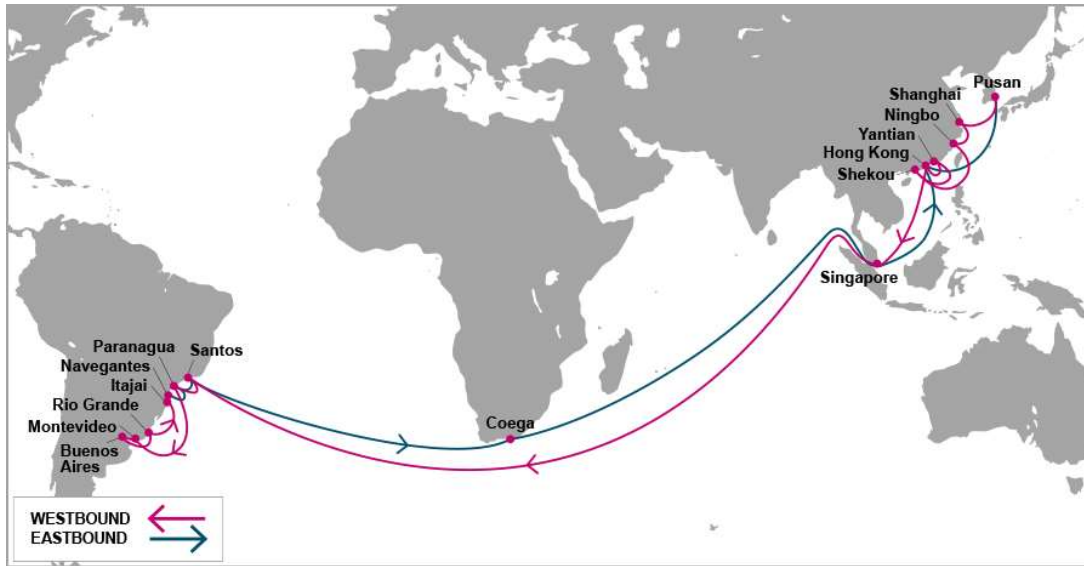 Pusan
Shanghai
Ningbo
Yantian
Hong Kong
Shekou
Singapore
Paranagua
Santos
Navegantes
Itajai
Rio Grande
Montevideo
Buenos
Aires
Coega
WESTBOUND
EASTBOUND